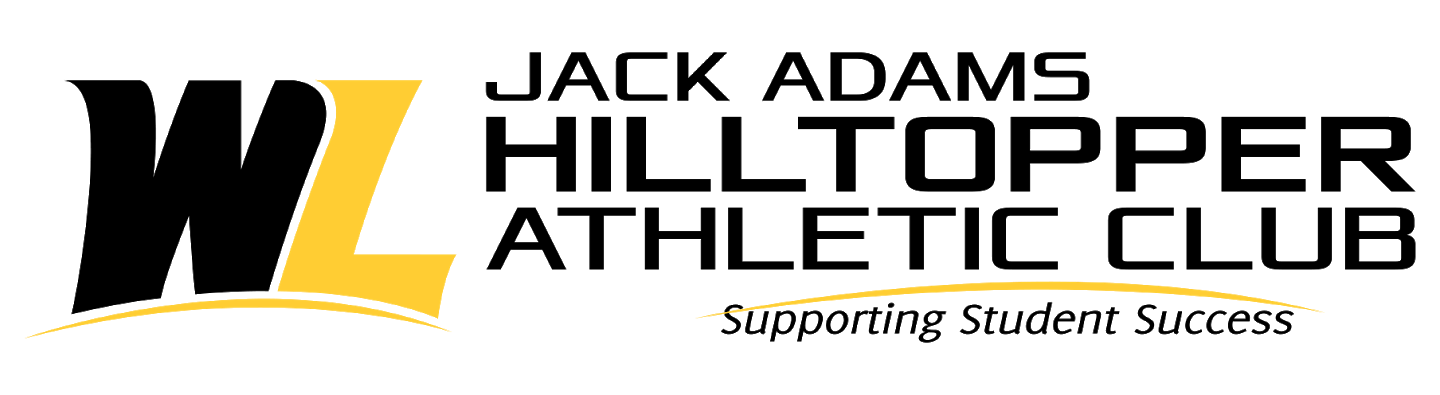 WL
JACK ADAMS
HILLTOPPER
ATHLETIC CLUB
Supporting Student Success